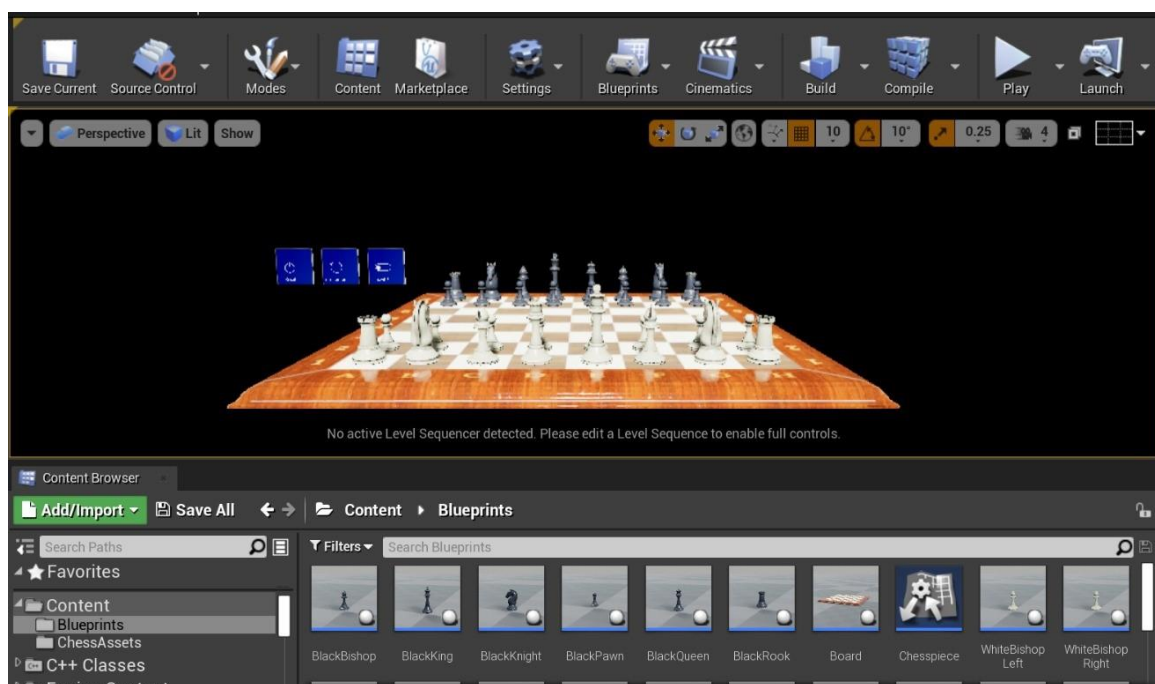 Save Current Source Control Modes Content Marketplace Settings Blueprints Cinematics Build Compile Play Launch
Perspective Lit Show 10 10° 0.25 4
No active Level Sequencer detected. Please edit a Level Sequence to enable full controls.
Content Browser
Add/Import Save All Content Blueprints
Search Paths Filters Search Blueprints
Favorites
Content
Blueprints
ChessAssets
C++ Classes
BlackBishop BlackKing BlackKnight BlackPawn BlackQueen BlackRook Board Chesspiece WhiteBishop Left WhiteBishop Right